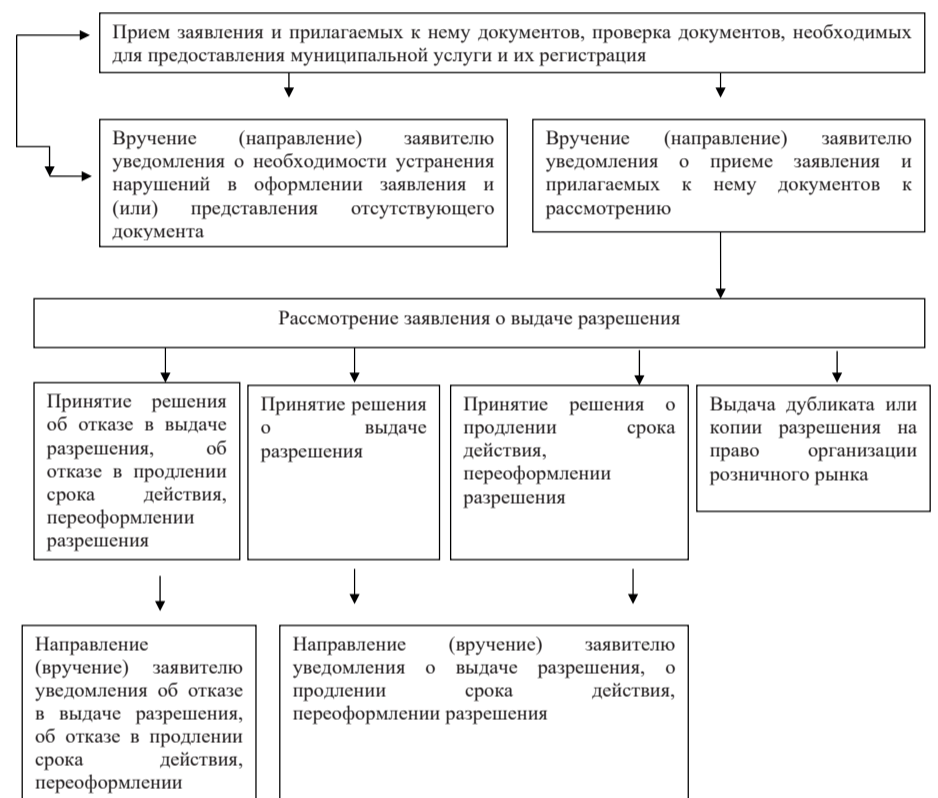 Прием заявления и прилагаемых к нему документов, проверка документов, необходимых
для предоставления муниципальной услуги и их регистрация
Вручение (направление) заявителю
уведомления о необходимости устранения
нарушений в оформлении заявления и
(или) представления отсутствующего
документа
Вручение (направление) заявителю
уведомления о приеме заявления и
прилагаемых к нему документов к
рассмотрению
Рассмотрение заявления о выдаче разрешения
Принятие решения
об отказе в выдаче
разрешения, об
отказе в продлении
срока действия,
переоформлении
разрешения
Принятие решения
о выдаче
разрешения
Принятие решения о
продлении срока
действия,
переоформлении
разрешения
Выдача дубликата или
копии разрешения на
право организации
розничного рынка
Направление
(вручение) заявителю
уведомления об отказе
в выдаче разрешения,
об отказе в продлении
срока действия,
переоформлении
Направление (вручение) заявителю
уведомления о выдаче разрешения, о
продлении срока действия,
переоформлении разрешения